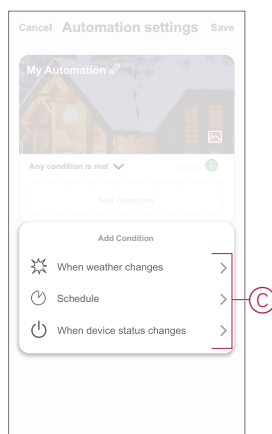 Cancel Automation settings Save
My Automation
Any condition is met
Add Condition
Add Condition
When weather changes
Schedule
When device status changes
C